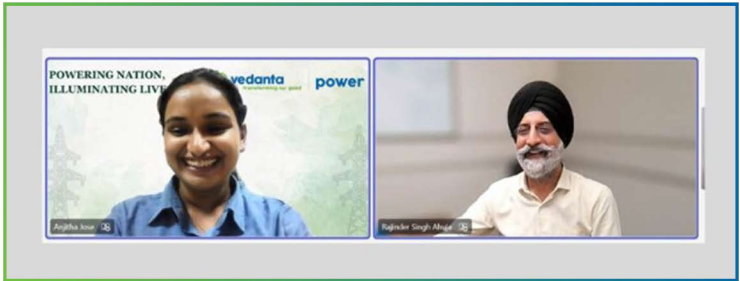 POWERING NATION,
ILLUMINATING LIVE
vedanta
transforming for good
power
Anjitha Jose
Rajinder Singh Ahuja